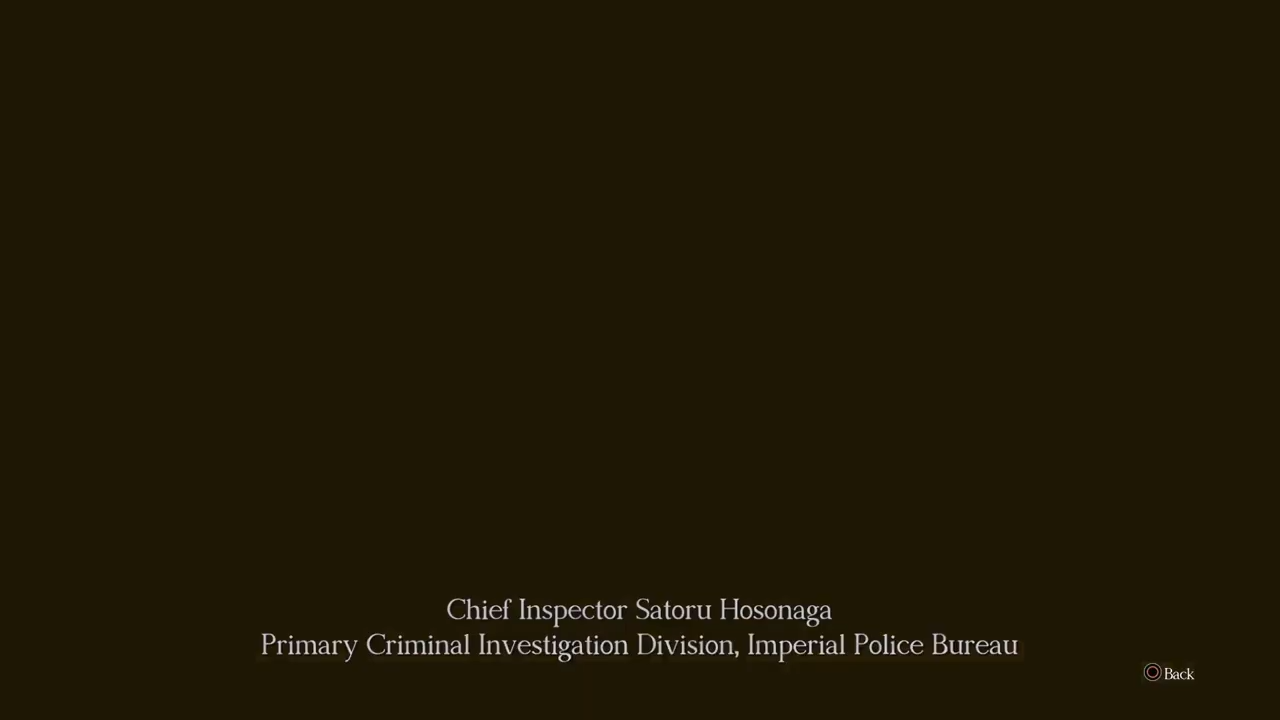 Chief Inspector Satoru Hosonaga
Primary Criminal Investigation Division, Imperial Police Bureau
Back